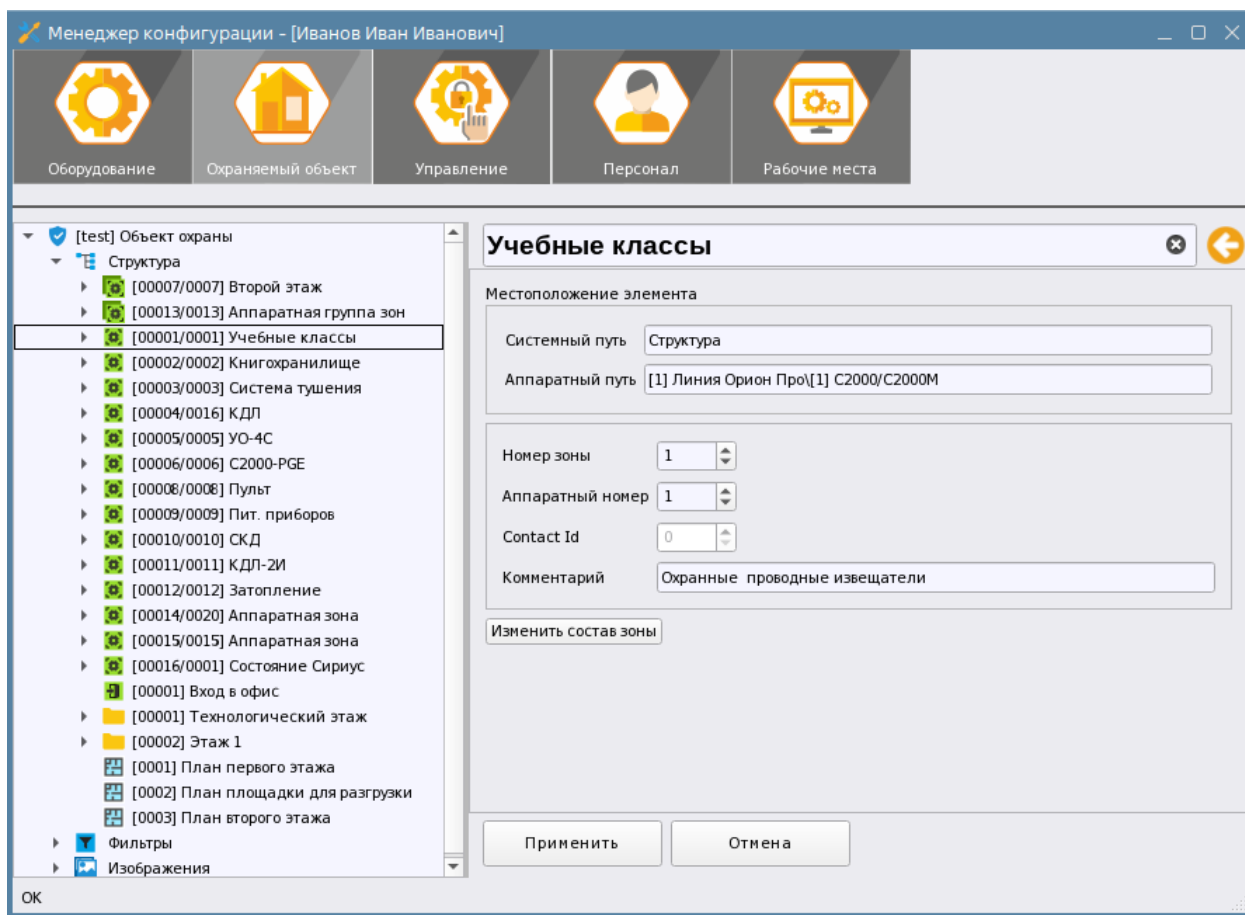 Менеджер конфигурации - [Иванов Иван Иванович]
Оборудование
Охраняемый объект
Управление
Персонал
Рабочие места
[test] Объект охраны
Структура
[00007/0007] Второй этаж
[00013/0013] Аппаратная группа зон
[00001/0001] Учебные классы
[00002/0002] Книгохранилище
[00003/0003] Система тушения
[00004/0016] КДЛ
[00005/0005] УО-4С
[00006/0006] С2000-PGE
[00008/0008] Пульт
[00009/0009] Пит. приборов
[00010/0010] СКД
[00011/0011] КДЛ-2И
[00012/0012] Затопление
[00014/0020] Аппаратная зона
[00015/0015] Аппаратная зона
[00016/0001] Состояние Сириус
[00001] Вход в офис
[00001] Технологический этаж
[00002] Этаж 1
[0001] План первого этажа
[0002] План площадки для разгрузки
[0003] План второго этажа
Фильтры
Изображения
Учебные классы
Местоположение элемента
Системный путь Структура
Аппаратный путь [1] Линия Орион Про\[1] С2000/С2000М
Номер зоны 1
Аппаратный номер 1
Contact Id 0
Комментарий Охранные проводные извещатели
Изменить состав зоны
Применить Отмена
OK